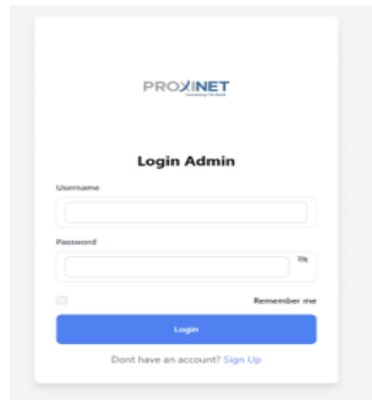 PROXINET
Login Admin
Username
Password
Remember me
Login
Dont have an account? Sign Up